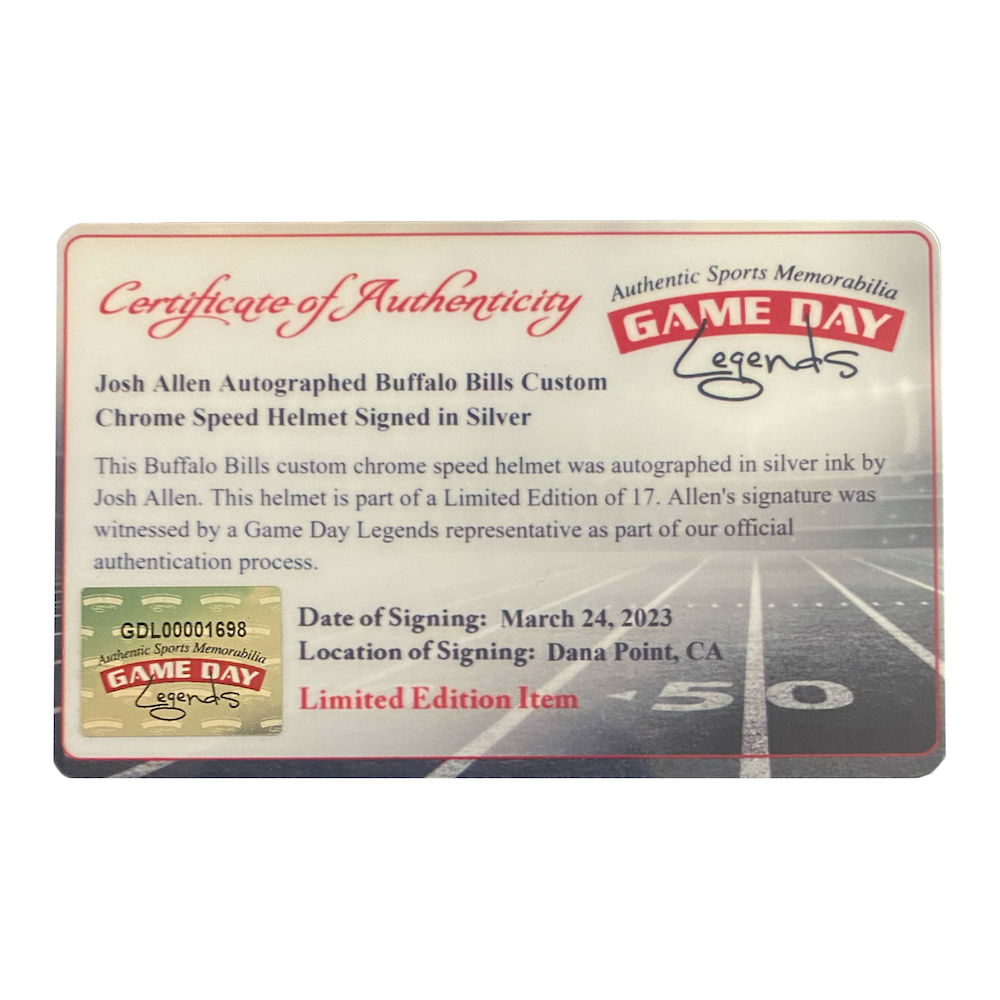 Certificate of Authenticity
Authentic Sports Memorabilia
GAME DAY
Legends
Josh Allen Autographed Buffalo Bills Custom
Chrome Speed Helmet Signed in Silver
This Buffalo Bills custom chrome speed helmet was autographed in silver ink by
Josh Allen. This helmet is part of a Limited Edition of 17. Allen's signature was
witnessed by a Game Day Legends representative as part of our official
authentication process.
GDL00001698
Authentic Sports Memorabilia
GAME DAY
Legends
Date of Signing: March 24, 2023
Location of Signing: Dana Point, CA
Limited Edition Item
50